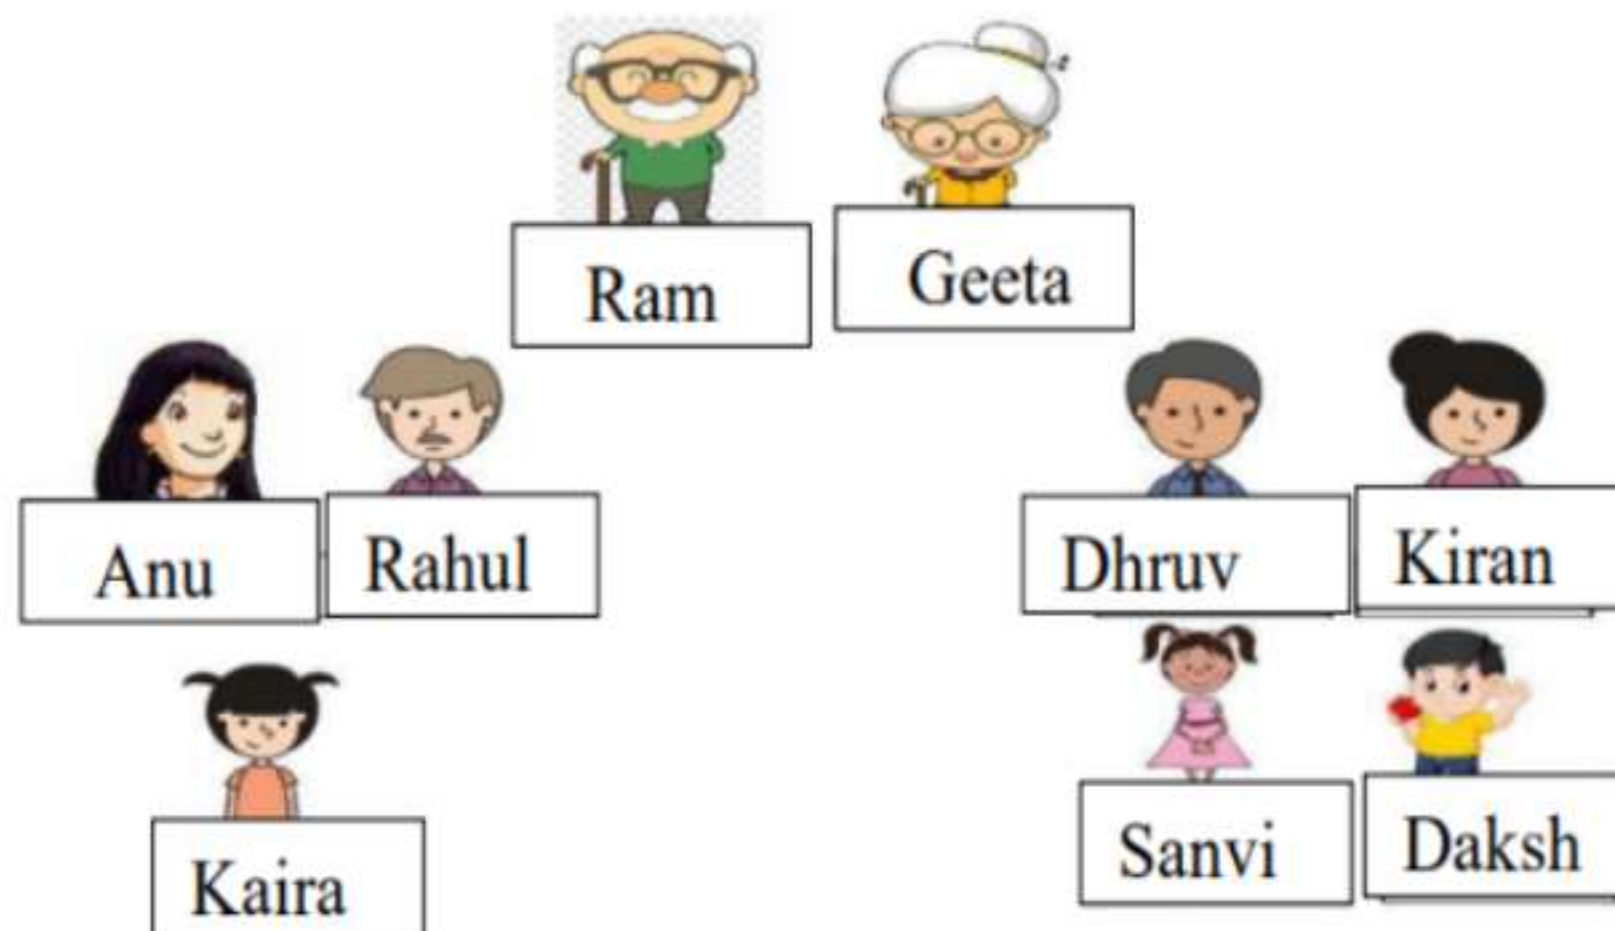 Ram
Geeta
Anu
Rahul
Dhruv
Kiran
Sanvi
Daksh
Kaira